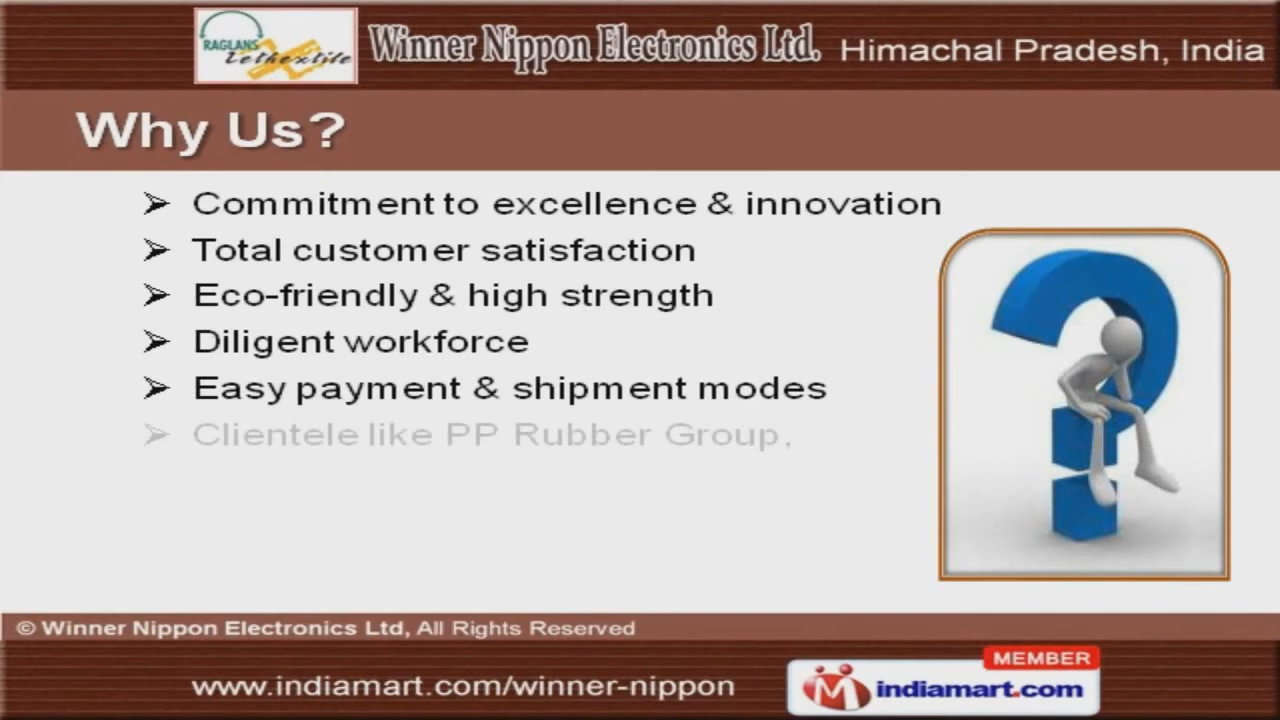 RAGLANS
Lethextile
Winner Nippon Electronics Ltd.
Himachal Pradesh, India
Why Us?
➢ Commitment to excellence & innovation
➢ Total customer satisfaction
➢ Eco-friendly & high strength
➢ Diligent workforce
➢ Easy payment & shipment modes
➢ Clientele like PP Rubber Group,
© Winner Nippon Electronics Ltd, All Rights Reserved
www.indiamart.com/winner-nippon
MEMBER
indiamart.com